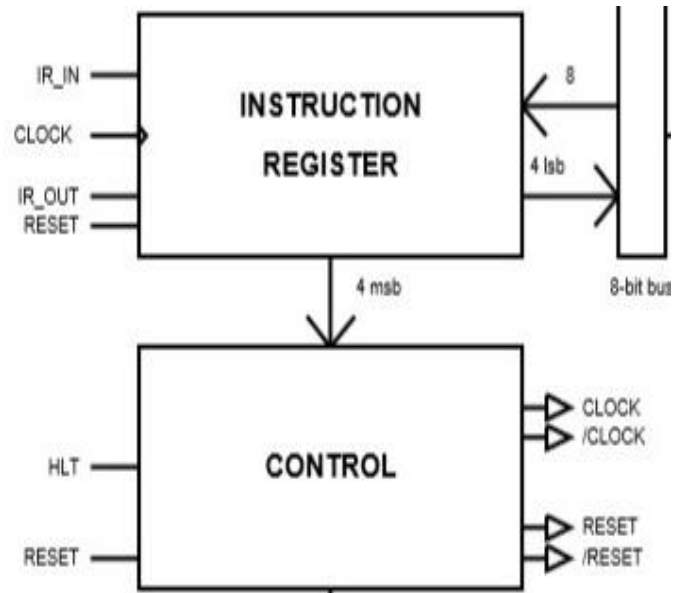 IR_IN
CLOCK
IR_OUT
RESET
INSTRUCTION
REGISTER
8
4 lsb
8-bit bus
4 msb
HLT
RESET
CONTROL
CLOCK
/CLOCK
RESET
/RESET